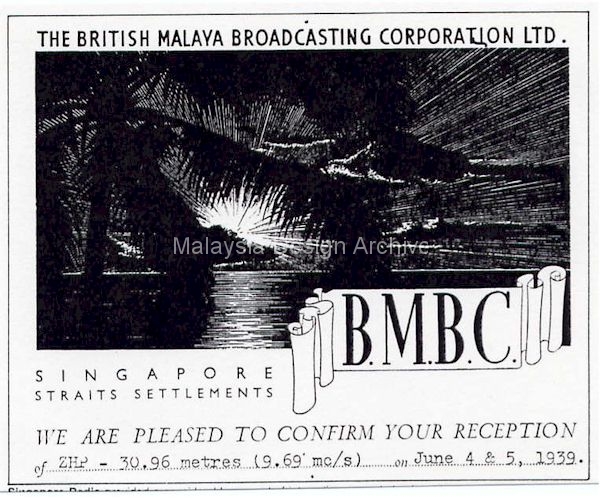 THE BRITISH MALAYA BROADCASTING CORPORATION LTD.
Malaysia Design Archive
B.M.B.C.
SINGAPORE
STRAITS SETTLEMENTS
WE ARE PLEASED TO CONFIRM YOUR RECEPTION
of ZHP - 30.96 metres (9.69 mc/s) on June 4 & 5, 1939.